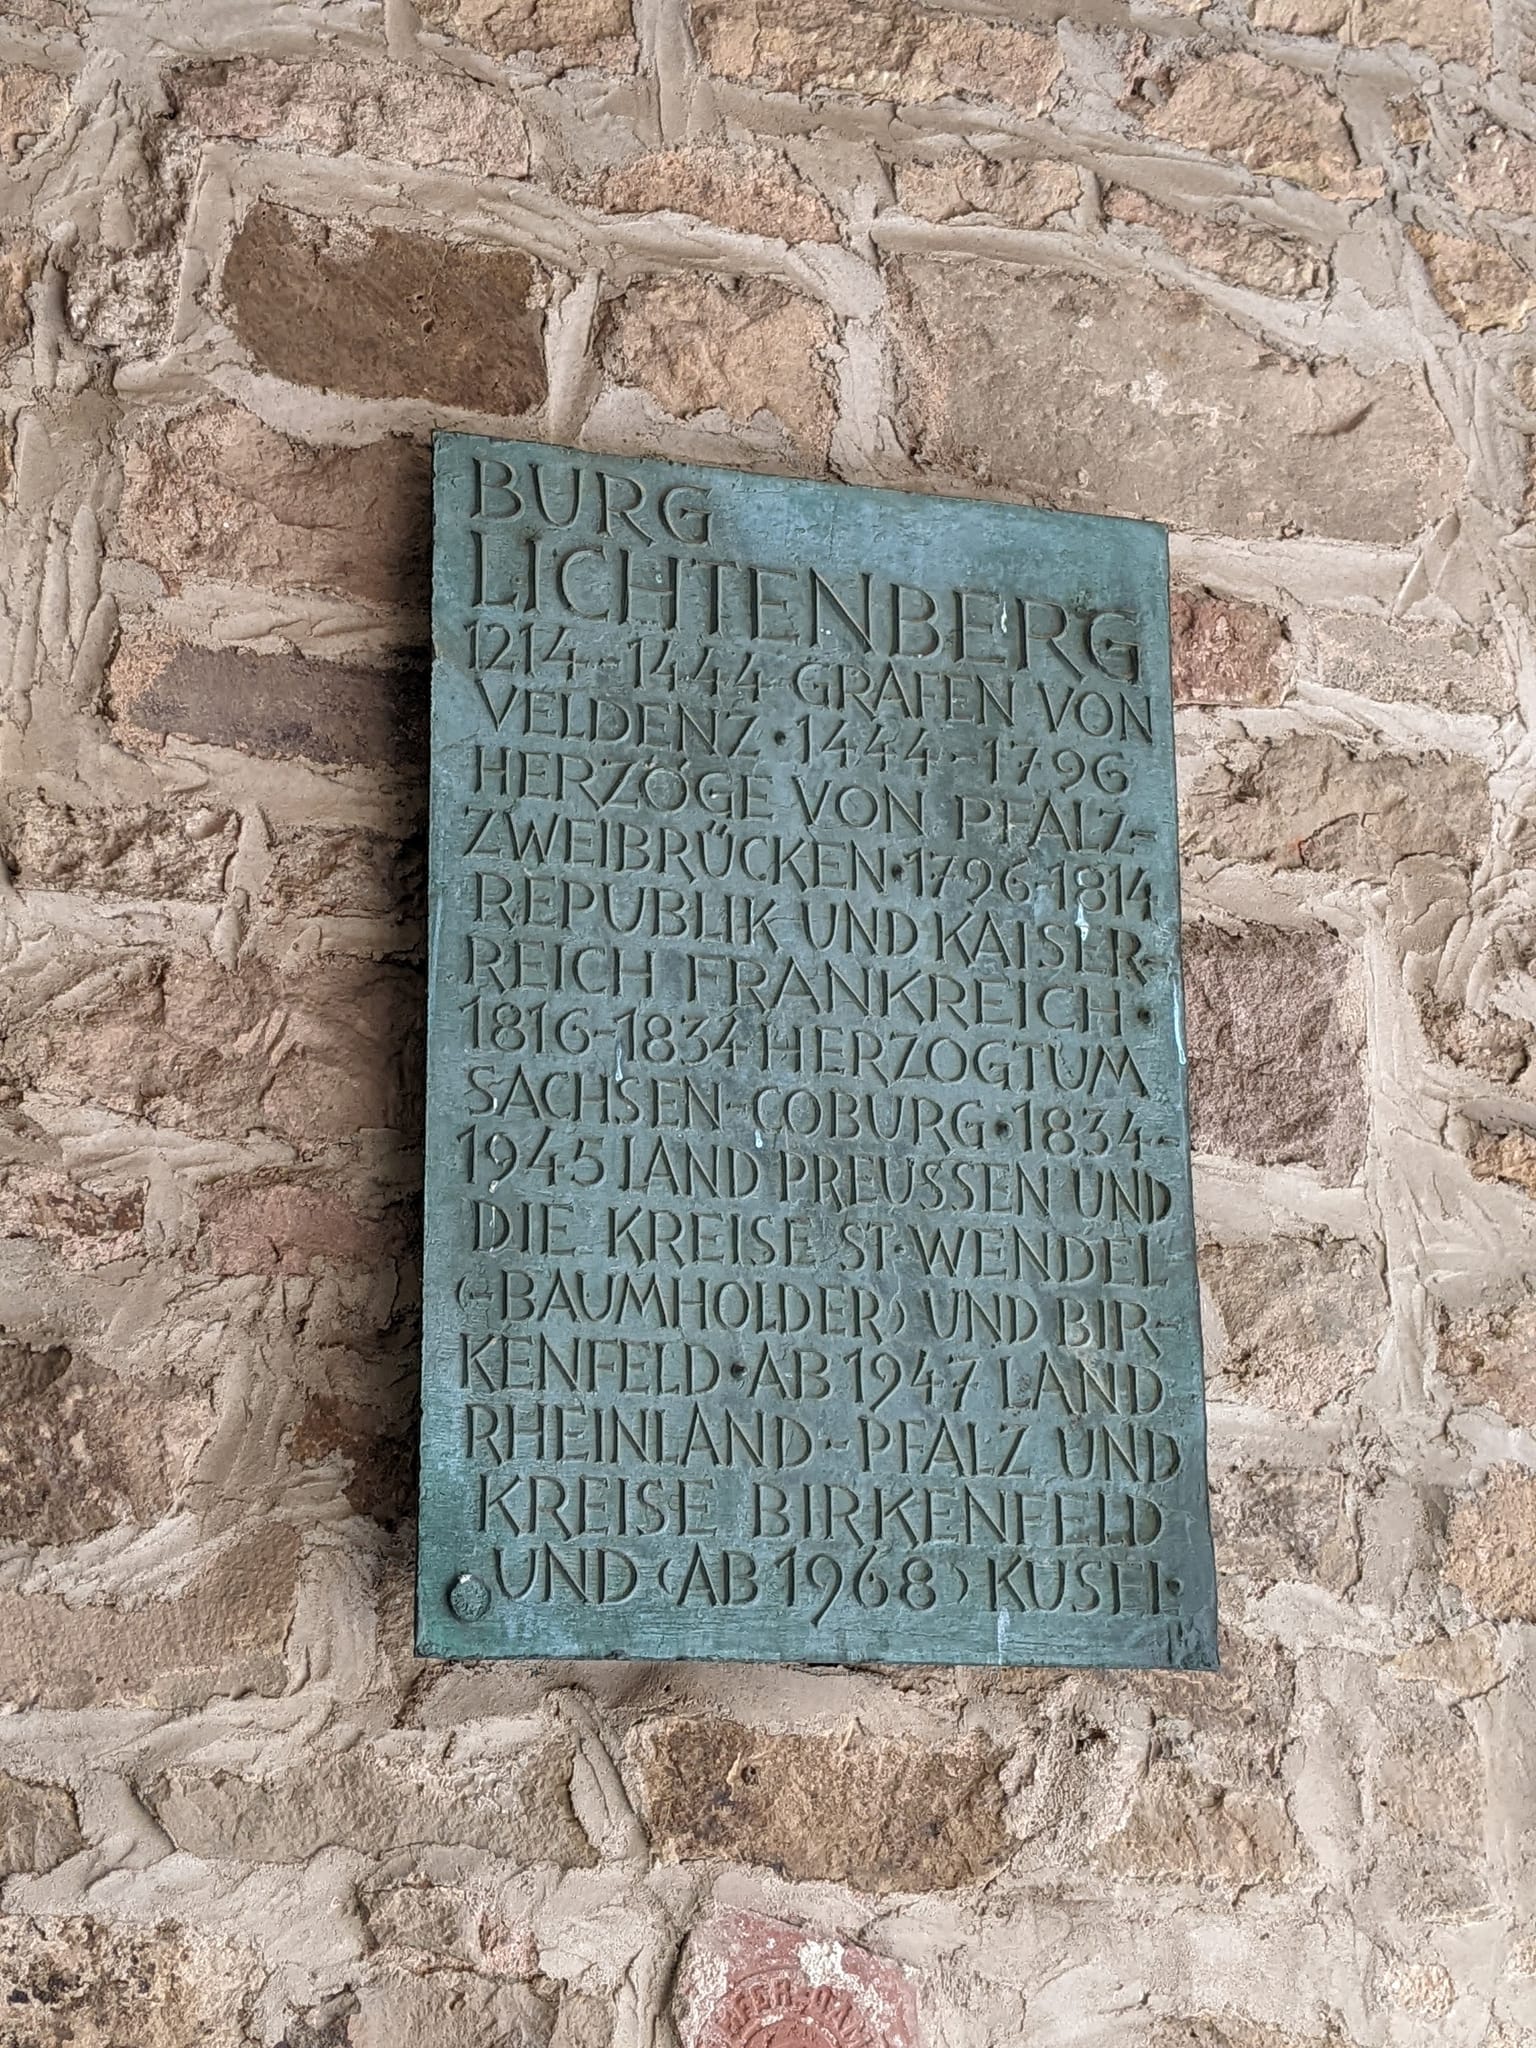 BURG
LICHTENBERG
1214-1444 GRAFEN VON
VELDENZ·1444-1796
HERZÖGE VON PFALZ-
ZWEIBRÜCKEN·1796-1814
REPUBLIK UND KAISER-
REICH FRANKREICH·
1816-1834 HERZOGTUM
SACHSEN-COBURG·1834-
1945 LAND PREUSSEN UND
DIE KREISE ST·WENDEL
(-BAUMHOLDER) UND BIR-
KENFELD·AB 1947 LAND
RHEINLAND-PFALZ UND
KREISE BIRKENFELD
UND (AB 1968) KUSEL·